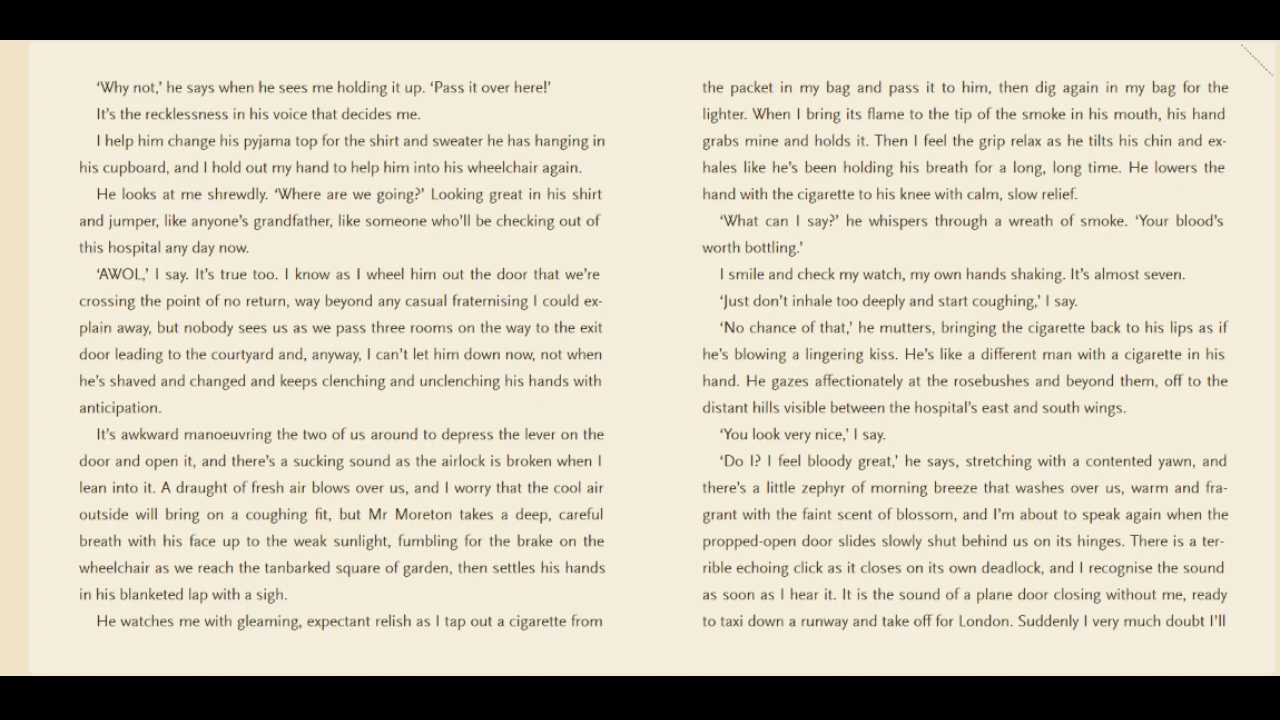 ‘Why not,’ he says when he sees me holding it up. ‘Pass it over here!’
It’s the recklessness in his voice that decides me.
I help him change his pyjama top for the shirt and sweater he has hanging in
his cupboard, and I hold out my hand to help him into his wheelchair again.
He looks at me shrewdly. ‘Where are we going?’ Looking great in his shirt
and jumper, like anyone’s grandfather, like someone who’ll be checking out of
this hospital any day now.
‘AWOL,’ I say. It’s true too. I know as I wheel him out the door that we’re
crossing the point of no return, way beyond any casual fraternising I could ex-
plain away, but nobody sees us as we pass three rooms on the way to the exit
door leading to the courtyard and, anyway, I can’t let him down now, not when
he’s shaved and changed and keeps clenching and unclenching his hands with
anticipation.
It’s awkward manoeuvring the two of us around to depress the lever on the
door and open it, and there’s a sucking sound as the airlock is broken when I
lean into it. A draught of fresh air blows over us, and I worry that the cool air
outside will bring on a coughing fit, but Mr Moreton takes a deep, careful
breath with his face up to the weak sunlight, fumbling for the brake on the
wheelchair as we reach the tanbarked square of garden, then settles his hands
in his blanketed lap with a sigh.
He watches me with gleaming, expectant relish as I tap out a cigarette from
the packet in my bag and pass it to him, then dig again in my bag for the
lighter. When I bring its flame to the tip of the smoke in his mouth, his hand
grabs mine and holds it. Then I feel the grip relax as he tilts his chin and ex-
hales like he’s been holding his breath for a long, long time. He lowers the
hand with the cigarette to his knee with calm, slow relief.
‘What can I say?’ he whispers through a wreath of smoke. ‘Your blood’s
worth bottling.’
I smile and check my watch, my own hands shaking. It’s almost seven.
‘Just don’t inhale too deeply and start coughing,’ I say.
‘No chance of that,’ he mutters, bringing the cigarette back to his lips as if
he’s blowing a lingering kiss. He’s like a different man with a cigarette in his
hand. He gazes affectionately at the rosebushes and beyond them, off to the
distant hills visible between the hospital’s east and south wings.
‘You look very nice,’ I say.
‘Do I? I feel bloody great,’ he says, stretching with a contented yawn, and
there’s a little zephyr of morning breeze that washes over us, warm and fra-
grant with the faint scent of blossom, and I’m about to speak again when the
propped-open door slides slowly shut behind us on its hinges. There is a ter-
rible echoing click as it closes on its own deadlock, and I recognise the sound
as soon as I hear it. It is the sound of a plane door closing without me, ready
to taxi down a runway and take off for London. Suddenly I very much doubt I’ll